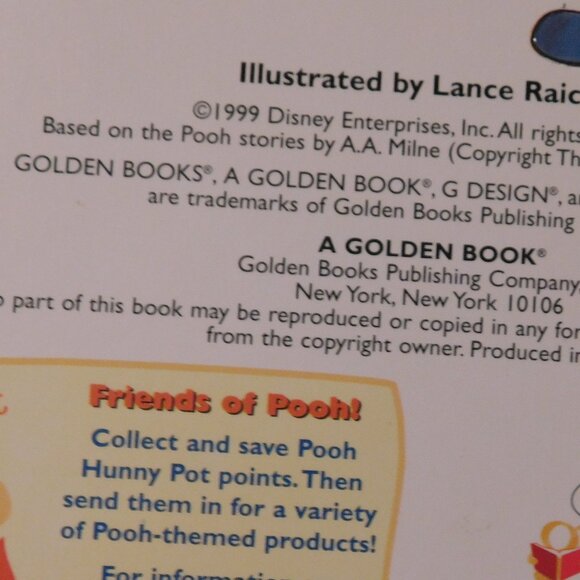 Illustrated by Lance Raic
©1999 Disney Enterprises, Inc. All rights
Based on the Pooh stories by A.A. Milne (Copyright Th
GOLDEN BOOKS®, A GOLDEN BOOK®, G DESIGN®, a
are trademarks of Golden Books Publishing
A GOLDEN BOOK®
Golden Books Publishing Company
New York, New York 10106
o part of this book may be reproduced or copied in any for
from the copyright owner. Produced in
Friends of Pooh!
Collect and save Pooh
Hunny Pot points. Then
send them in for a variety
of Pooh-themed products!
For information